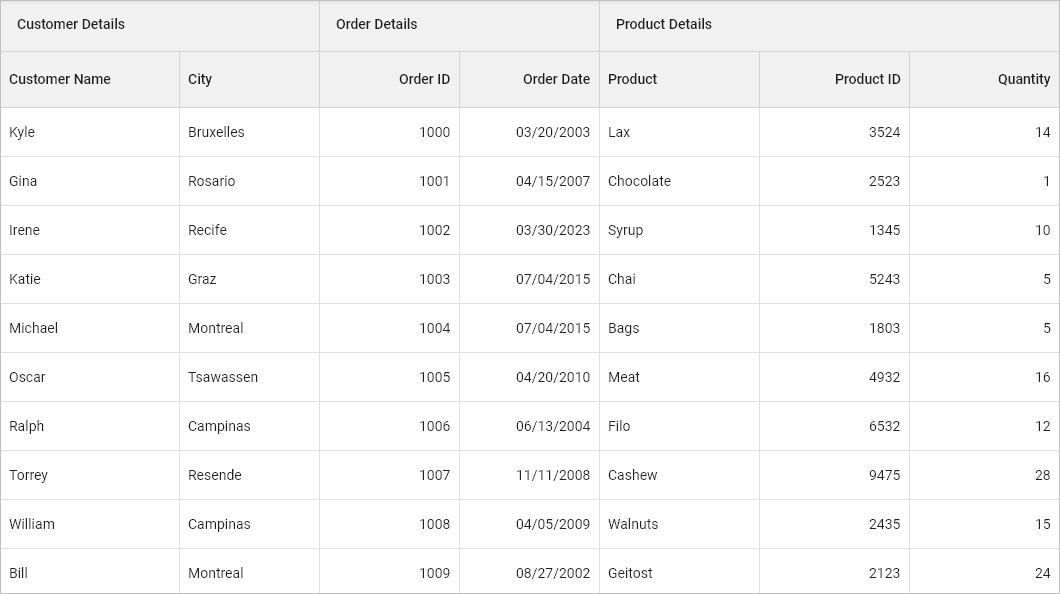 Customer Details Order Details Product Details
Customer Name City Order ID Order Date Product Product ID Quantity
Kyle Bruxelles 1000 03/20/2003 Lax 3524 14
Gina Rosario 1001 04/15/2007 Chocolate 2523 1
Irene Recife 1002 03/30/2023 Syrup 1345 10
Katie Graz 1003 07/04/2015 Chai 5243 5
Michael Montreal 1004 07/04/2015 Bags 1803 5
Oscar Tsawassen 1005 04/20/2010 Meat 4932 16
Ralph Campinas 1006 06/13/2004 Filo 6532 12
Torrey Resende 1007 11/11/2008 Cashew 9475 28
William Campinas 1008 04/05/2009 Walnuts 2435 15
Bill Montreal 1009 08/27/2002 Geitost 2123 24